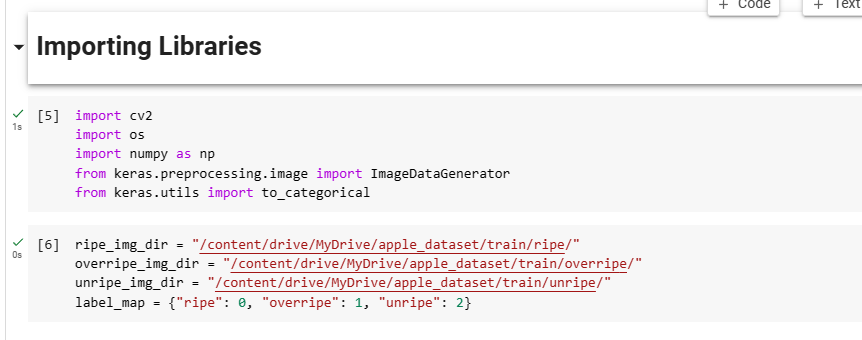 + Code + Text
Importing Libraries
[5] import cv2
1s
import os
import numpy as np
from keras.preprocessing.image import ImageDataGenerator
from keras.utils import to_categorical
[6] ripe_img_dir = "/content/drive/MyDrive/apple_dataset/train/ripe/"
0s
overripe_img_dir = "/content/drive/MyDrive/apple_dataset/train/overripe/"
unripe_img_dir = "/content/drive/MyDrive/apple_dataset/train/unripe/"
label_map = {"ripe": 0, "overripe": 1, "unripe": 2}